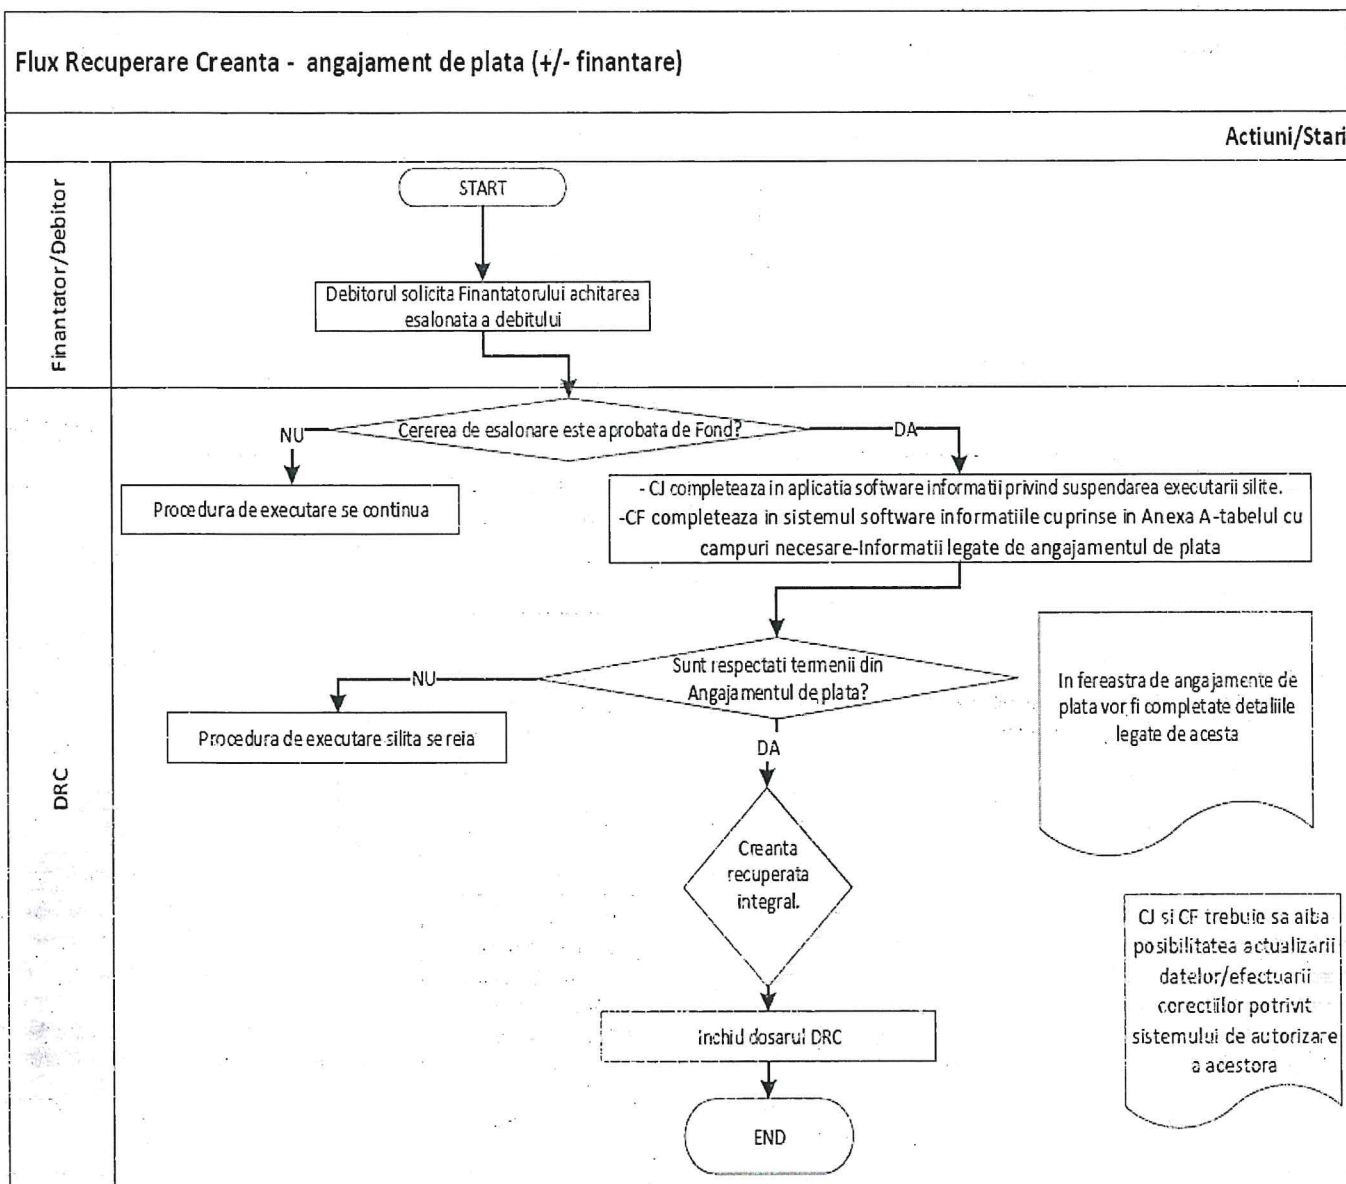 Flux Recuperare Creanta - angajament de plata (+/- finantare)
Actiuni/Stari
Finantator/Debitor
START
Debitorul solicita Finantatorului achitarea
esalonata a debitului
DRC
Cererea de esalonare este aprobata de Fond?
NU
DA
Procedura de executare se continua
- CJ completeaza in aplicatia software informatii privind suspendarea executarii silite.
-CF completeaza in sistemul software informatiile cuprinse in Anexa A-tabelul cu
campuri necesare-Informatii legate de angajamentul de plata
Sunt respectati termenii din
Angajamentul de plata?
NU
Procedura de executare silita se reia
DA
In fereastra de angajamente de
plata vor fi completate detaliile
legate de acesta
Creanta
recuperata
integral.
CJ si CF trebuie sa aiba
posibilitatea actualizarii
datelor/efectuarii
corectiilor potrivit
sistemului de autorizare
a acestora
inchid dosarul DRC
END